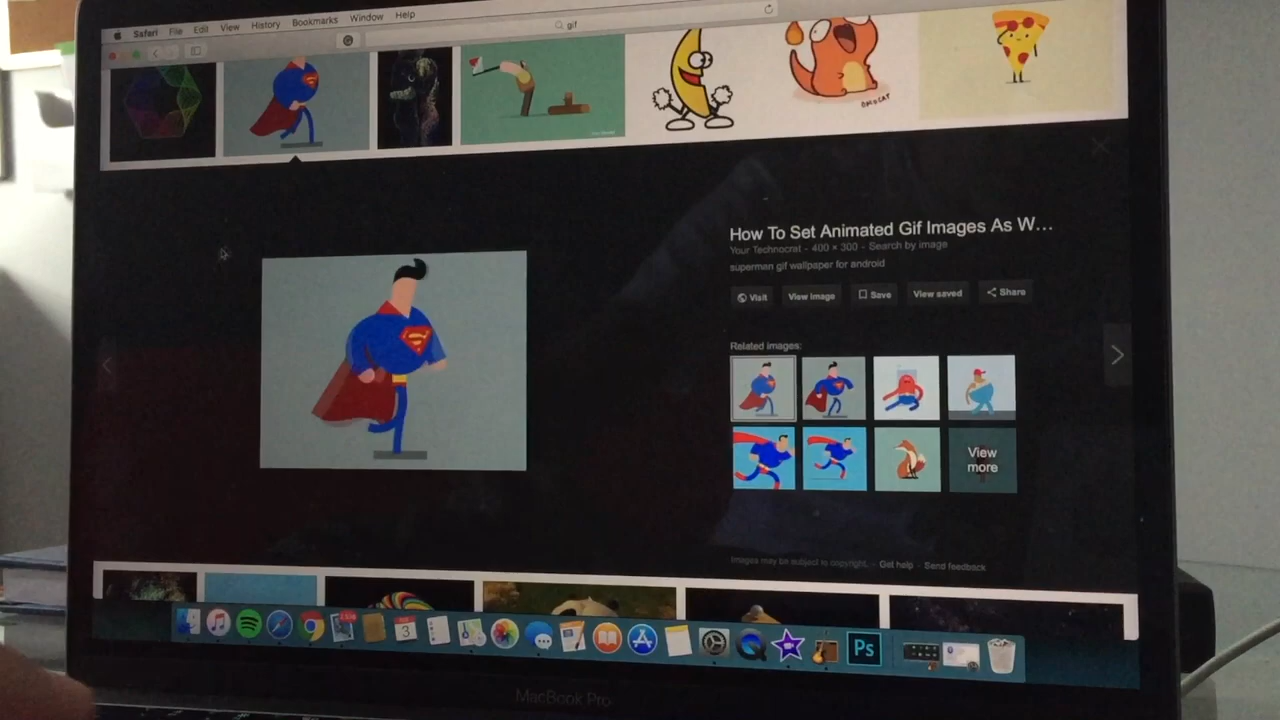 Safari File Edit View History Bookmarks Window Help
gif
OMOCAT
How To Set Animated Gif Images As W...
Your Technocrat - 400 × 300 - Search by image
superman gif wallpaper for android
Visit View image Save View saved Share
Related images:
View
more
Images may be subject to copyright. - Get help - Send feedback
3
Ps
MacBook Pro